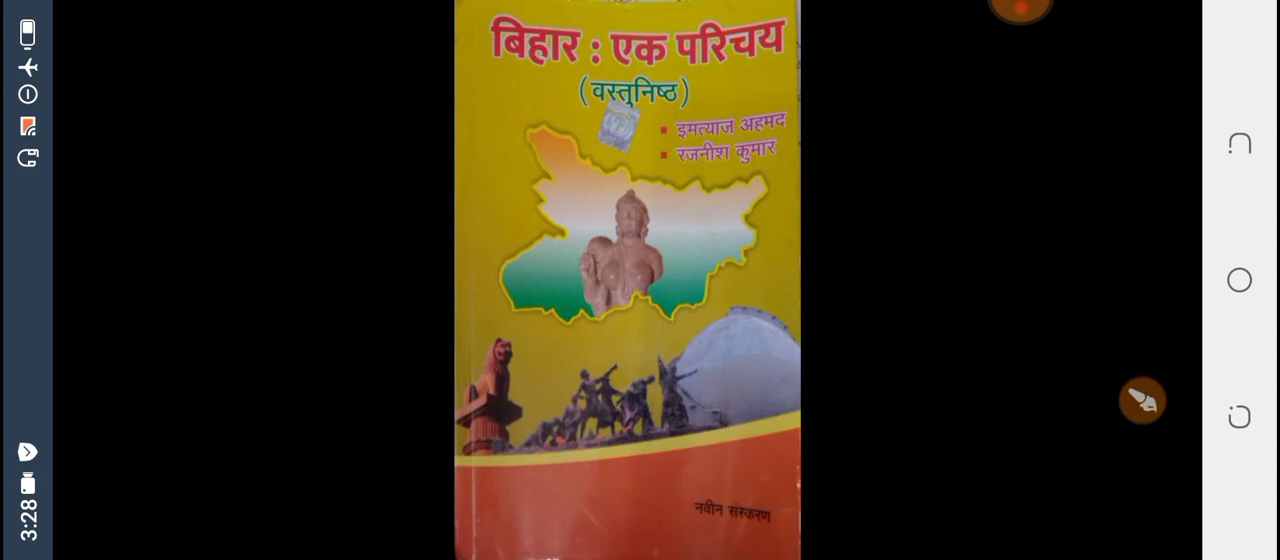 बिहार : एक परिचय
(वस्तुनिष्ठ)
▪ इमत्याज़ अहमद
▪ रजनीश कुमार
नवीन संस्करण
3:28